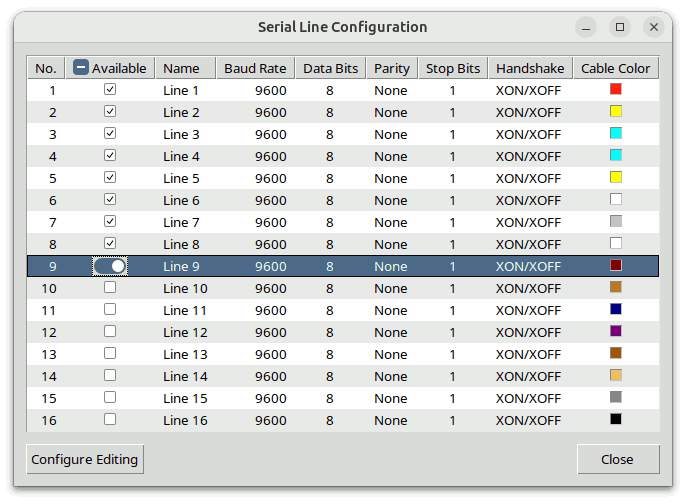 Serial Line Configuration
No. Available Name Baud Rate Data Bits Parity Stop Bits Handshake Cable Color
1 Line 1 9600 8 None 1 XON/XOFF
2 Line 2 9600 8 None 1 XON/XOFF
3 Line 3 9600 8 None 1 XON/XOFF
4 Line 4 9600 8 None 1 XON/XOFF
5 Line 5 9600 8 None 1 XON/XOFF
6 Line 6 9600 8 None 1 XON/XOFF
7 Line 7 9600 8 None 1 XON/XOFF
8 Line 8 9600 8 None 1 XON/XOFF
9 Line 9 9600 8 None 1 XON/XOFF
10 Line 10 9600 8 None 1 XON/XOFF
11 Line 11 9600 8 None 1 XON/XOFF
12 Line 12 9600 8 None 1 XON/XOFF
13 Line 13 9600 8 None 1 XON/XOFF
14 Line 14 9600 8 None 1 XON/XOFF
15 Line 15 9600 8 None 1 XON/XOFF
16 Line 16 9600 8 None 1 XON/XOFF
Configure Editing Close